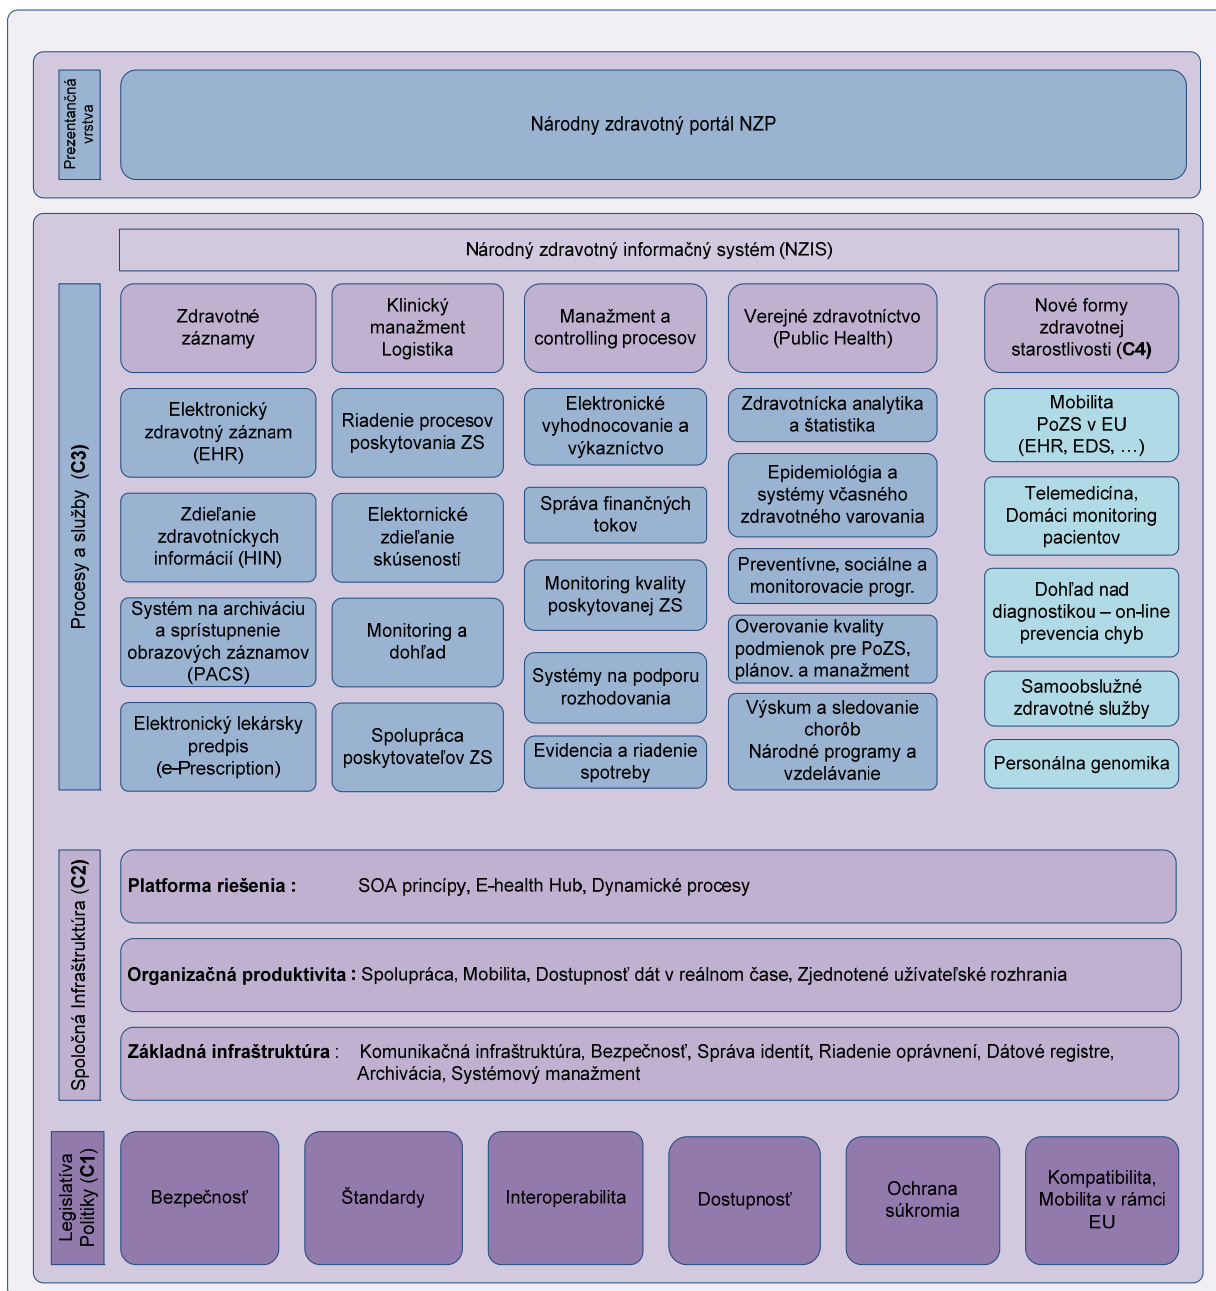 Prezentančná
vrstva
Národny zdravotný portál NZP
Národný zdravotný informačný systém (NZIS)
Procesy a služby (C3)
Zdravotné
záznamy
Klinický
manažment
Logistika
Manažment a
controlling procesov
Verejné zdravotníctvo
(Public Health)
Nové formy
zdravotnej
starostlivosti (C4)
Elektronický
zdravotný záznam
(EHR)
Zdieľanie
zdravotníckych
informácií (HIN)
Systém na archiváciu
a sprístupnenie
obrazových záznamov
(PACS)
Elektronický lekársky
predpis
(e-Prescription)
Riadenie procesov
poskytovania ZS
Elektornické
zdieľanie
skúseností
Monitoring a
dohľad
Spolupráca
poskytovateľov ZS
Elektronické
vyhodnocovanie a
výkazníctvo
Správa finančných
tokov
Monitoring kvality
poskytovanej ZS
Systémy na podporu
rozhodovania
Evidencia a riadenie
spotreby
Zdravotnícka analytika
a štatistika
Epidemiológia a
systémy včasného
zdravotného varovania
Preventívne, sociálne a
monitorovacie progr.
Overovanie kvality
podmienok pre PoZS,
plánov. a manažment
Výskum a sledovanie
chorôb
Národné programy a
vzdelávanie
Mobilita
PoZS v EU
(EHR, EDS, …)
Telemedicína,
Domáci monitoring
pacientov
Dohľad nad
diagnostikou – on-line
prevencia chyb
Samoobslužné
zdravotné služby
Personálna genomika
Spoločná Infraštruktúra (C2)
Platforma riešenia : SOA princípy, E-health Hub, Dynamické procesy
Organizačná produktivita : Spolupráca, Mobilita, Dostupnosť dát v reálnom čase, Zjednotené užívateľské rozhrania
Základná infraštruktúra : Komunikačná infraštruktúra, Bezpečnosť, Správa identít, Riadenie oprávnení, Dátové registre,
Archivácia, Systémový manažment
Legislatíva
Politiky (C1)
Bezpečnosť
Štandardy
Interoperabilita
Dostupnosť
Ochrana
súkromia
Kompatibilita,
Mobilita v rámci
EU